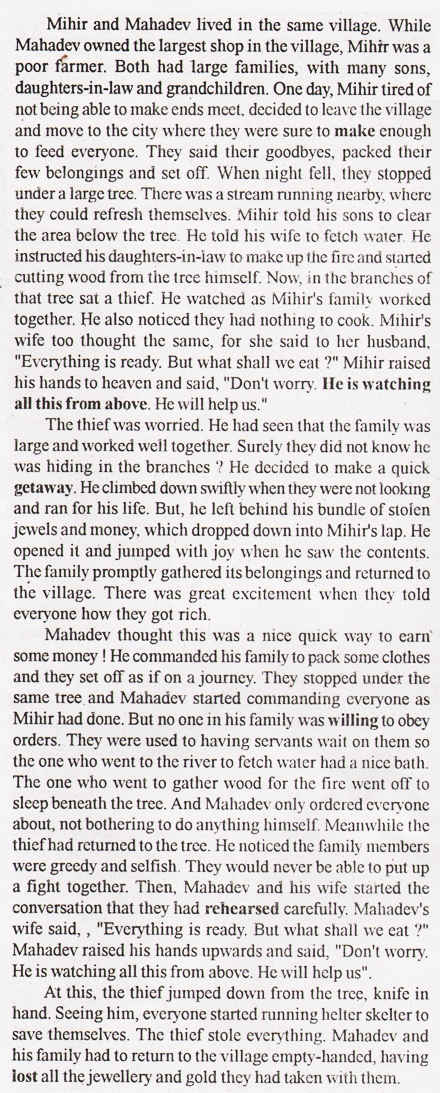 Mihir and Mahadev lived in the same village. While
Mahadev owned the largest shop in the village, Mihir was a
poor farmer. Both had large families, with many sons,
daughters-in-law and grandchildren. One day, Mihir tired of
not being able to make ends meet, decided to leave the village
and move to the city where they were sure to make enough
to feed everyone. They said their goodbyes, packed their
few belongings and set off. When night fell, they stopped
under a large tree. There was a stream running nearby, where
they could refresh themselves. Mihir told his sons to clear
the area below the tree. He told his wife to fetch water. He
instructed his daughters-in-law to make up the fire and started
cutting wood from the tree himself. Now, in the branches of
that tree sat a thief. He watched as Mihir's family worked
together. He also noticed they had nothing to cook. Mihir's
wife too thought the same, for she said to her husband,
"Everything is ready. But what shall we eat ?" Mihir raised
his hands to heaven and said, "Don't worry. He is watching
all this from above. He will help us."
The thief was worried. He had seen that the family was
large and worked well together. Surely they did not know he
was hiding in the branches ? He decided to make a quick
getaway. He climbed down swiftly when they were not looking
and ran for his life. But, he left behind his bundle of stolen
jewels and money, which dropped down into Mihir's lap. He
opened it and jumped with joy when he saw the contents.
The family promptly gathered its belongings and returned to
the village. There was great excitement when they told
everyone how they got rich.
Mahadev thought this was a nice quick way to earn
some money ! He commanded his family to pack some clothes
and they set off as if on a journey. They stopped under the
same tree and Mahadev started commanding everyone as
Mihir had done. But no one in his family was willing to obey
orders. They were used to having servants wait on them so
the one who went to the river to fetch water had a nice bath.
The one who went to gather wood for the fire went off to
sleep beneath the tree. And Mahadev only ordered everyone
about, not bothering to do anything himself. Meanwhile the
thief had returned to the tree. He noticed the family members
were greedy and selfish. They would never be able to put up
a fight together. Then, Mahadev and his wife started the
conversation that they had rehearsed carefully. Mahadev's
wife said, , "Everything is ready. But what shall we eat ?"
Mahadev raised his hands upwards and said, "Don't worry.
He is watching all this from above. He will help us".
At this, the thief jumped down from the tree, knife in
hand. Seeing him, everyone started running helter skelter to
save themselves. The thief stole everything. Mahadev and
his family had to return to the village empty-handed, having
lost all the jewellery and gold they had taken with them.